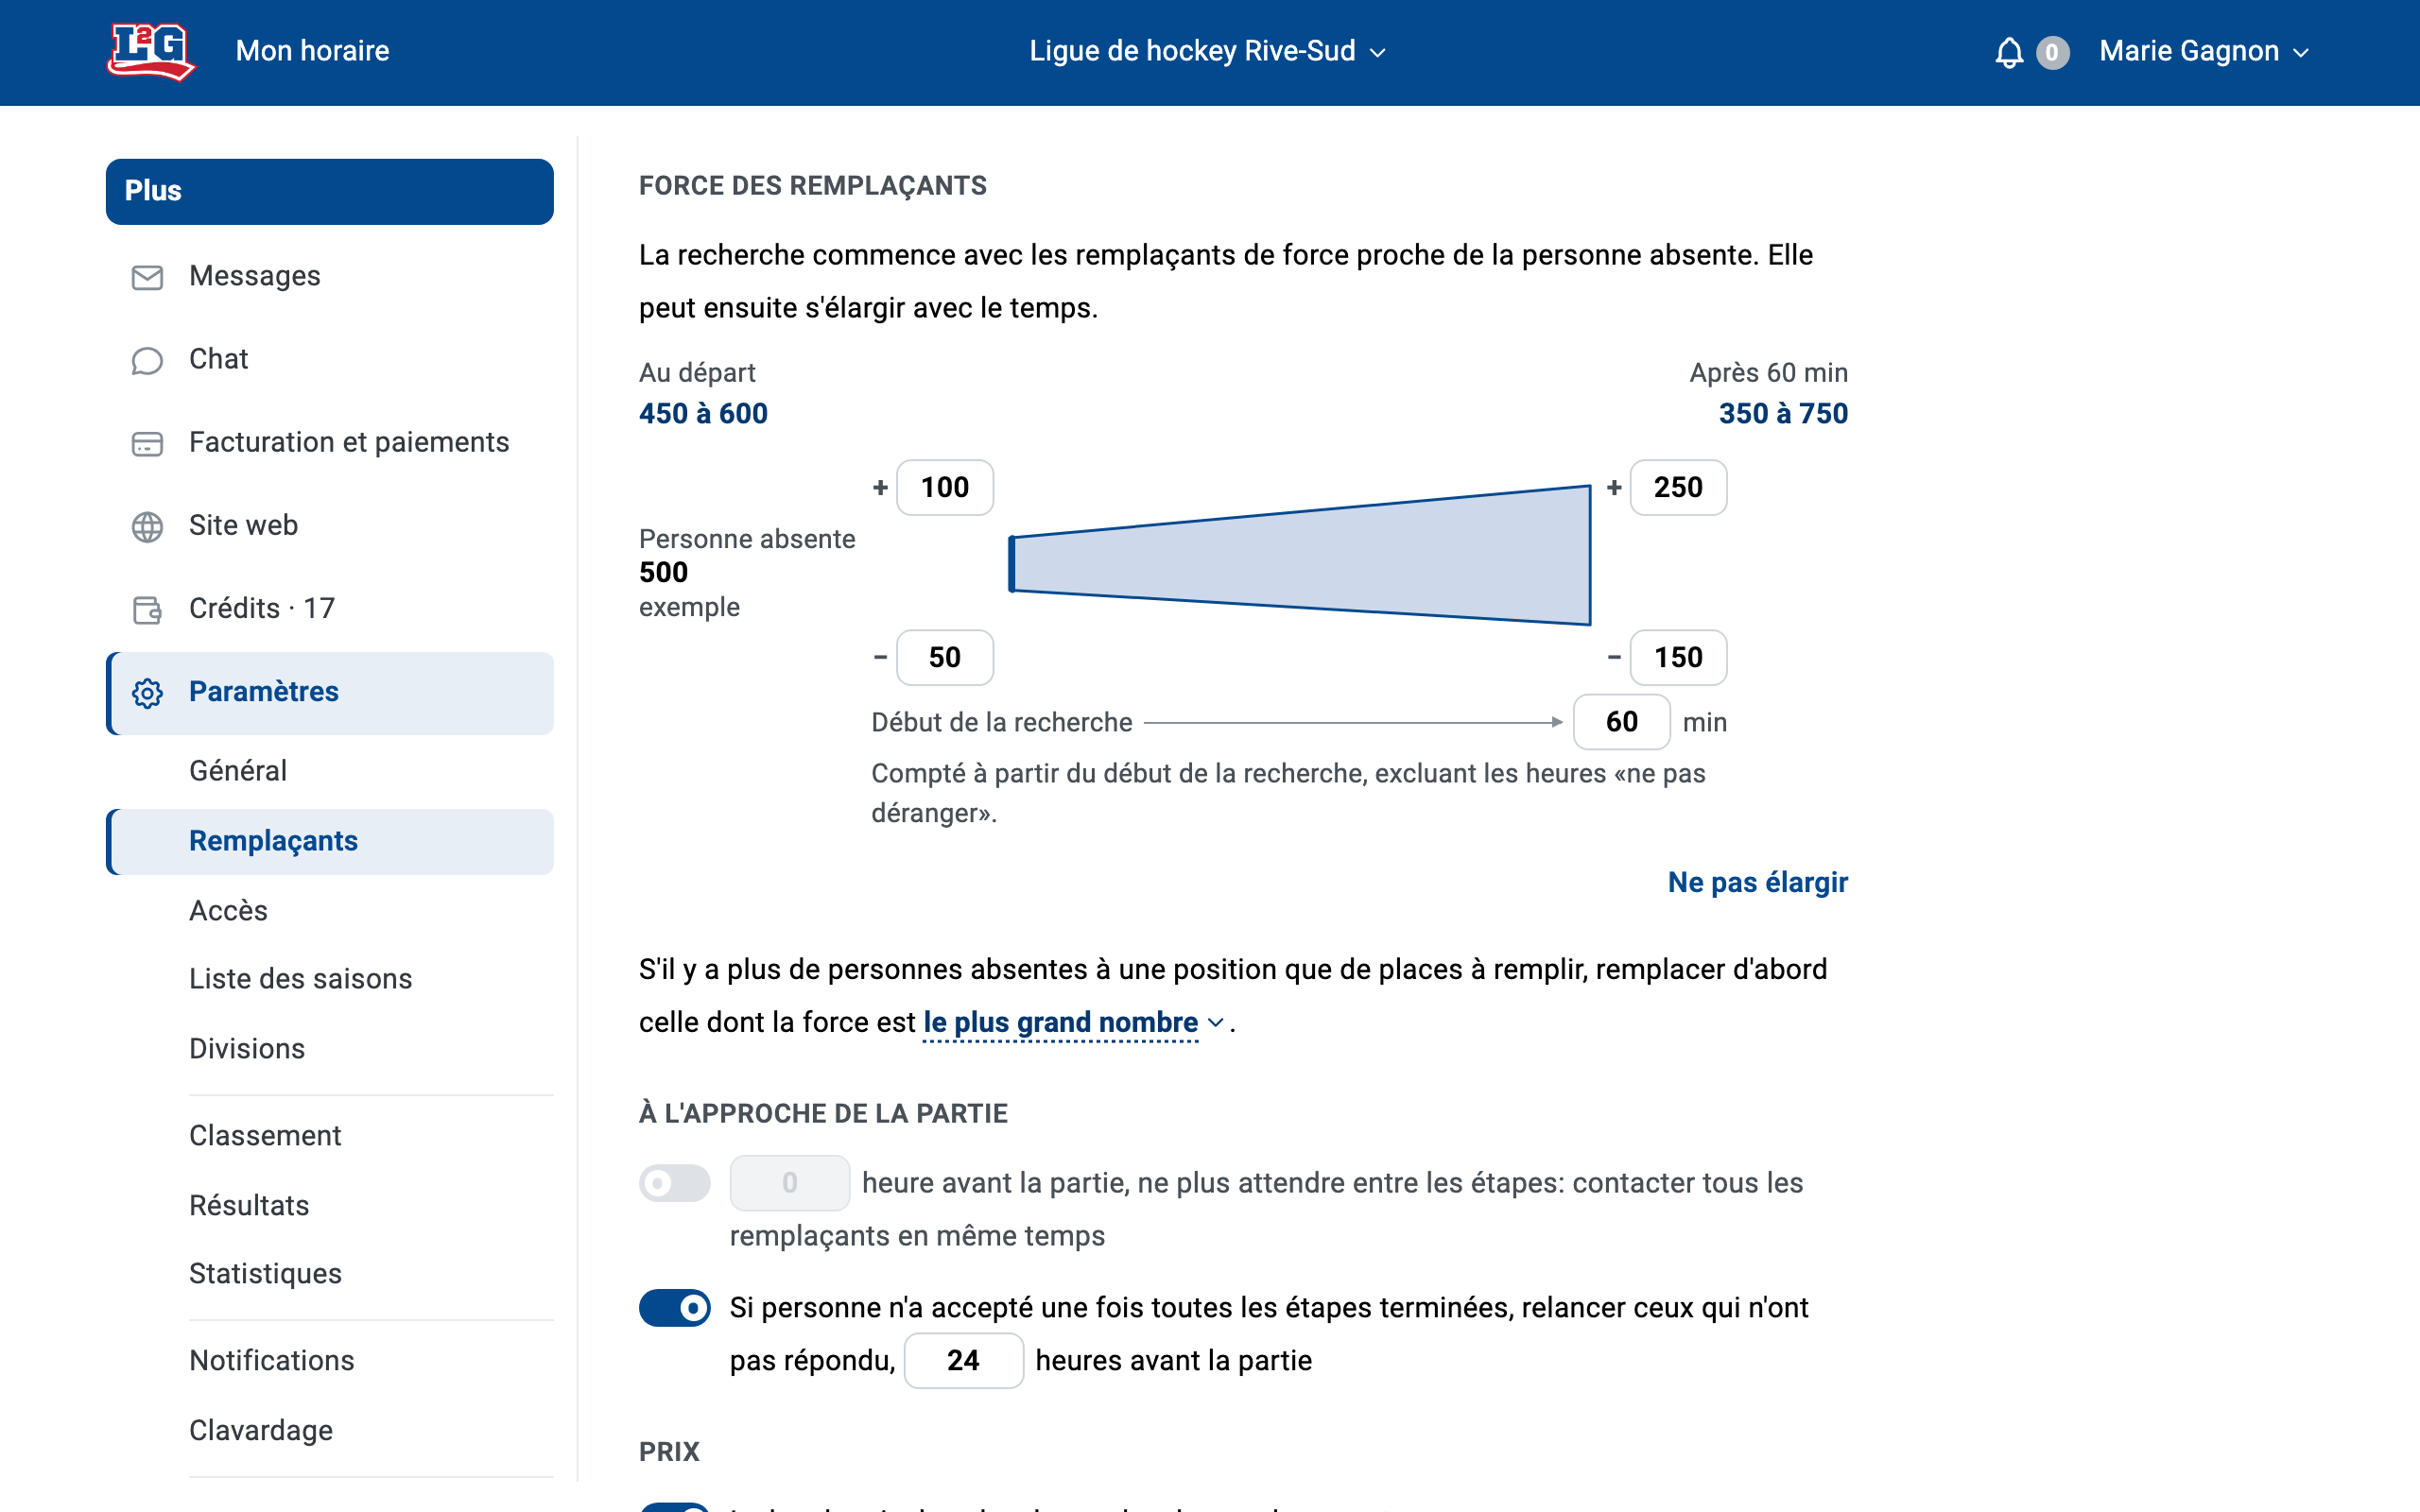 L2G
Mon horaire
Ligue de hockey Rive-Sud
0
Marie Gagnon
Plus
Messages
Chat
Facturation et paiements
Site web
Crédits · 17
Paramètres
Général
Remplaçants
Accès
Liste des saisons
Divisions
Classement
Résultats
Statistiques
Notifications
Clavardage
FORCE DES REMPLAÇANTS
La recherche commence avec les remplaçants de force proche de la personne absente. Elle
peut ensuite s'élargir avec le temps.
Au départ
450 à 600
Après 60 min
350 à 750
+ 100
+ 250
Personne absente
500
exemple
− 50
− 150
Début de la recherche 60 min
Compté à partir du début de la recherche, excluant les heures «ne pas
déranger».
Ne pas élargir
S'il y a plus de personnes absentes à une position que de places à remplir, remplacer d'abord
celle dont la force est le plus grand nombre .
À L'APPROCHE DE LA PARTIE
0 heure avant la partie, ne plus attendre entre les étapes: contacter tous les
remplaçants en même temps
Si personne n'a accepté une fois toutes les étapes terminées, relancer ceux qui n'ont
pas répondu, 24 heures avant la partie
PRIX